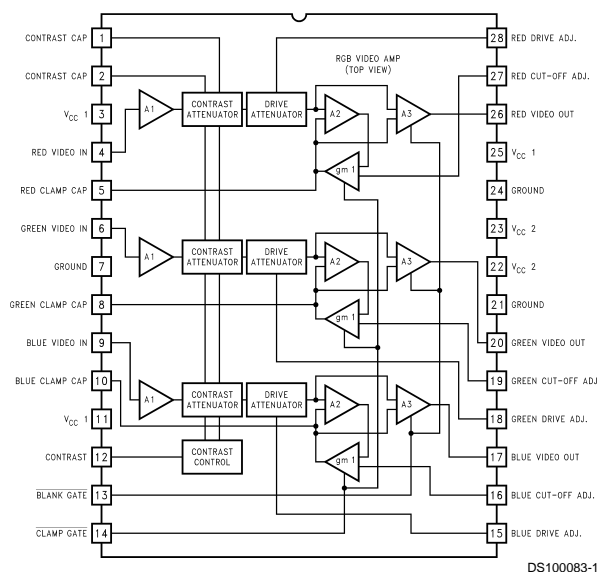 CONTRAST CAP 1
28 RED DRIVE ADJ.
RGB VIDEO AMP
(TOP VIEW)
CONTRAST CAP 2
27 RED CUT-OFF ADJ.
VCC 1 3
A1
CONTRAST
ATTENUATOR
DRIVE
ATTENUATOR
A2
A3
26 RED VIDEO OUT
RED VIDEO IN 4
25 VCC 1
RED CLAMP CAP 5
gm 1
24 GROUND
GREEN VIDEO IN 6
23 VCC 2
GROUND 7
A1
CONTRAST
ATTENUATOR
DRIVE
ATTENUATOR
A2
A3
22 VCC 2
GREEN CLAMP CAP 8
gm 1
21 GROUND
BLUE VIDEO IN 9
20 GREEN VIDEO OUT
BLUE CLAMP CAP 10
19 GREEN CUT-OFF ADJ
A1
CONTRAST
ATTENUATOR
DRIVE
ATTENUATOR
A2
A3
VCC 1 11
18 GREEN DRIVE ADJ.
CONTRAST 12
CONTRAST
CONTROL
gm 1
17 BLUE VIDEO OUT
BLANK GATE 13
16 BLUE CUT-OFF ADJ.
CLAMP GATE 14
15 BLUE DRIVE ADJ.
DS100083-1